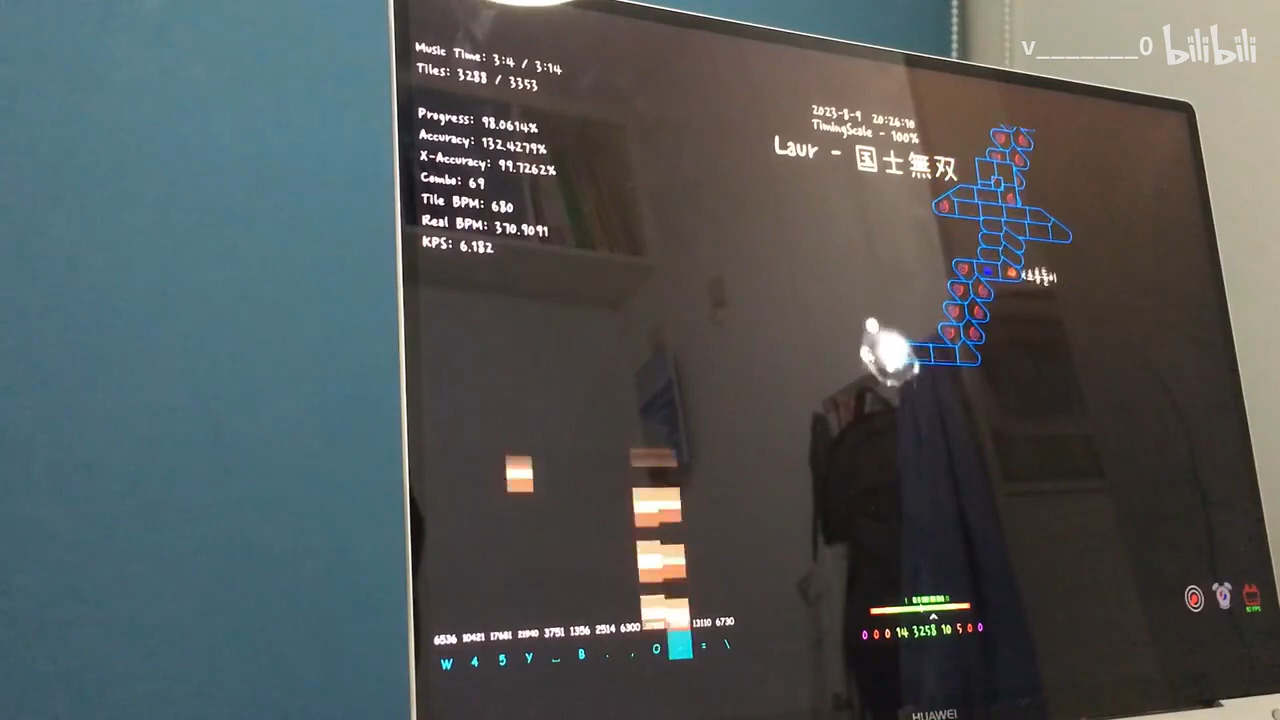 v_______0 bilibili
Music Time: 3:4 / 3:14
Tiles: 3288 / 3353
Progress: 98.0614%
Accuracy: 132.4279%
X-Accuracy: 99.7262%
Combo: 69
Tile BPM: 680
Real BPM: 370.9091
KPS: 6.182
2023-8-9 20:26:10
TimingScale - 100%
Laur - 国士無双
6536 10421 17681 21940 3751 1356 2514 6300 13110 6730
W 4 5 Y _ B . , O = \
0 0 0 14 3258 10 5 0 0
HUAWEI